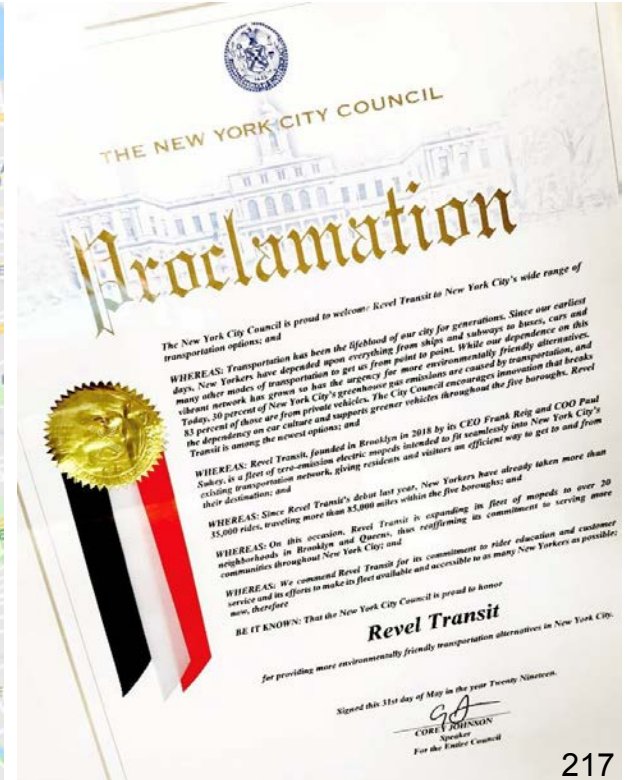 THE NEW YORK CITY COUNCIL
Proclamation
The New York City Council is proud to welcome Revel Transit to New York City's wide range of
transportation options; and
WHEREAS: Transportation has been the lifeblood of our city for generations. Since our earliest
days, New Yorkers have depended upon everything from ships and subways to buses, cars and
many other modes of transportation to get us from point to point. While our dependence on this
vibrant network has grown so has the urgency for more environmentally friendly alternatives.
Today, 30 percent of New York City's greenhouse gas emissions are caused by transportation, and
83 percent of those are from private vehicles. The City Council encourages innovation that breaks
the dependency on car culture and supports greener vehicles throughout the five boroughs. Revel
Transit is among the newest options; and
WHEREAS: Revel Transit, founded in Brooklyn in 2018 by its CEO Frank Reig and COO Paul
Suhey, is a fleet of zero-emission electric mopeds intended to fit seamlessly into New York City's
existing transportation network, giving residents and visitors an efficient way to get to and from
their destination; and
WHEREAS: Since Revel Transit's debut last year, New Yorkers have already taken more than
35,000 rides, traveling more than 85,000 miles within the five boroughs; and
WHEREAS: On this occasion, Revel Transit is expanding its fleet of mopeds to over 20
neighborhoods in Brooklyn and Queens, thus reaffirming its commitment to serving more
communities throughout New York City; and
WHEREAS: We commend Revel Transit for its commitment to rider education and customer
service and its efforts to make its fleet available and accessible to as many New Yorkers as possible;
now, therefore
BE IT KNOWN: That the New York City Council is proud to honor
Revel Transit
for providing more environmentally friendly transportation alternatives in New York City.
Signed this 31st day of May in the year Twenty Nineteen.
COREY JOHNSON
Speaker
For the Entire Council
217